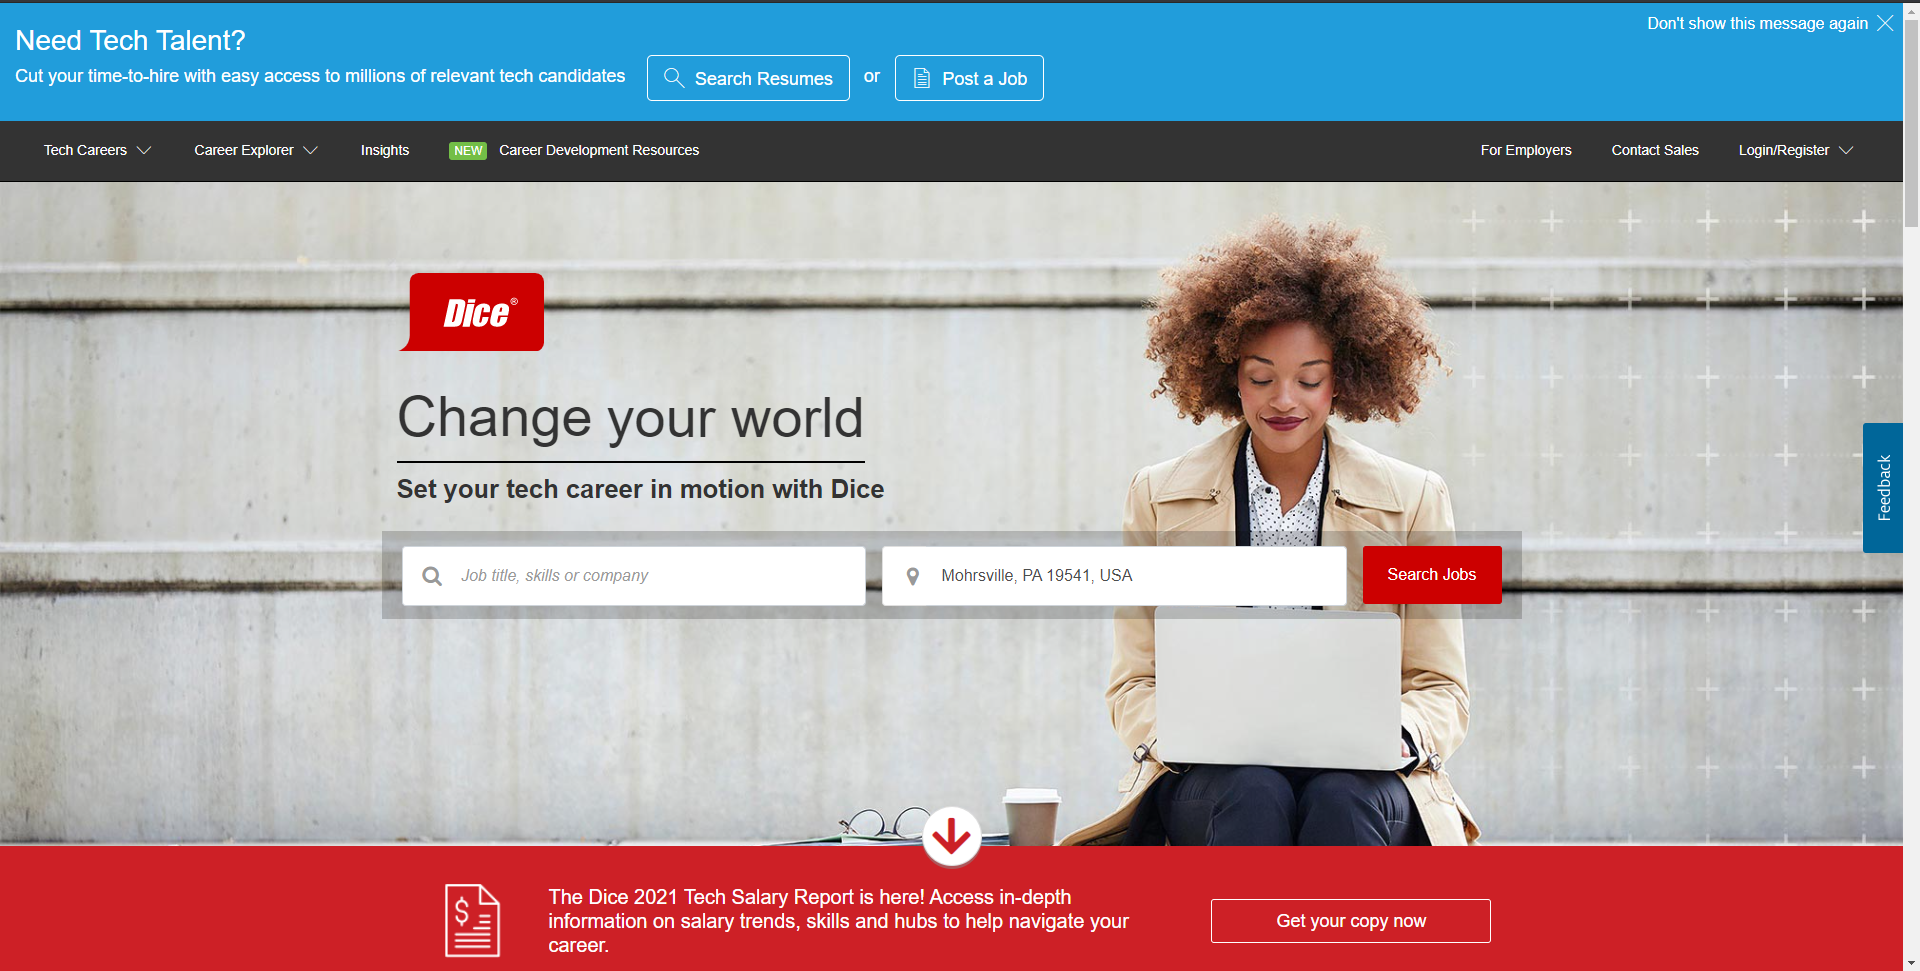 Don't show this message again
Need Tech Talent?
Cut your time-to-hire with easy access to millions of relevant tech candidates
Search Resumes or Post a Job
Tech Careers Career Explorer Insights NEW Career Development Resources For Employers Contact Sales Login/Register
Dice®
Change your world
Set your tech career in motion with Dice
Job title, skills or company
Mohrsville, PA 19541, USA
Search Jobs
Feedback
The Dice 2021 Tech Salary Report is here! Access in-depth
information on salary trends, skills and hubs to help navigate your
career.
Get your copy now